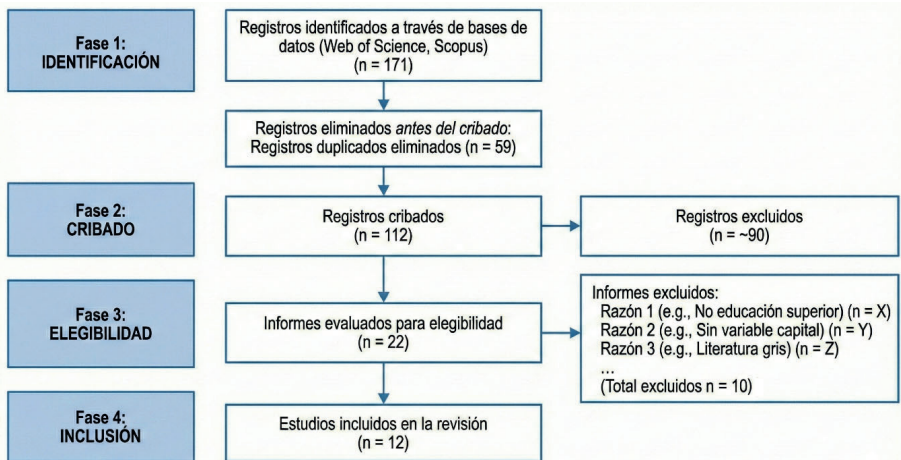 Fase 1:
IDENTIFICACIÓN
Registros identificados a través de bases de
datos (Web of Science, Scopus)
(n = 171)
Registros eliminados antes del cribado:
Registros duplicados eliminados (n = 59)
Fase 2:
CRIBADO
Registros cribados
(n = 112)
Registros excluidos
(n = ~90)
Fase 3:
ELEGIBILIDAD
Informes evaluados para elegibilidad
(n = 22)
Informes excluidos:
Razón 1 (e.g., No educación superior) (n = X)
Razón 2 (e.g., Sin variable capital) (n = Y)
Razón 3 (e.g., Literatura gris) (n = Z)
...
(Total excluidos n = 10)
Fase 4:
INCLUSIÓN
Estudios incluidos en la revisión
(n = 12)